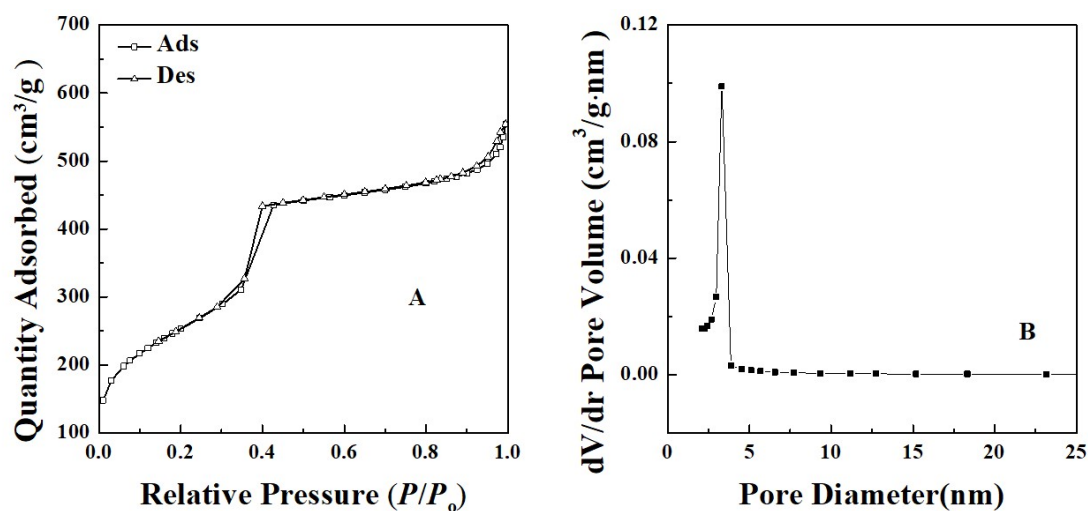 700
600
500
400
300
200
100
Quantity Adsorbed (cm³/g)
Ads
Des
A
0.0 0.2 0.4 0.6 0.8 1.0
Relative Pressure (P/Pₒ)
0.12
0.08
0.04
0.00
dV/dr Pore Volume (cm³/g·nm)
B
0 5 10 15 20 25
Pore Diameter(nm)